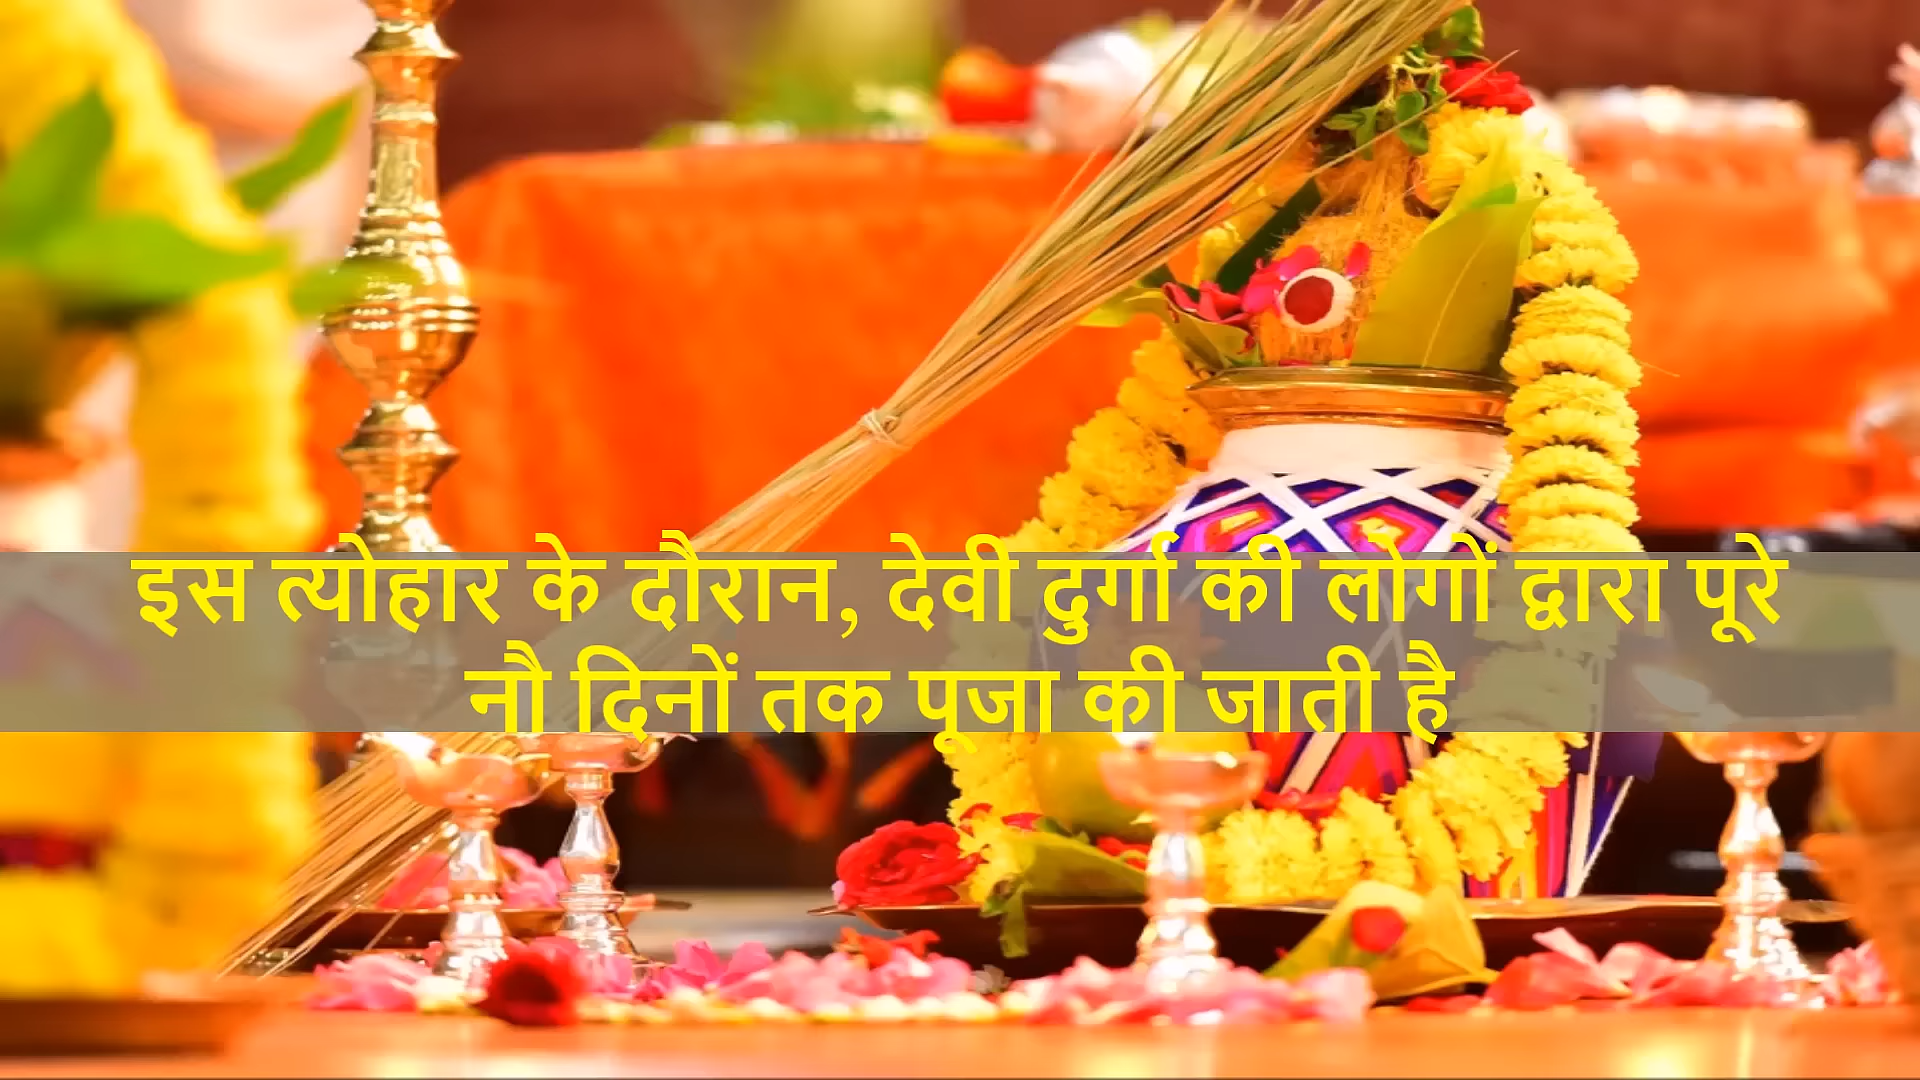 इस त्योहार के दौरान, देवी दुर्गा की लोगों द्वारा पूरे
नौ दिनों तक पूजा की जाती है